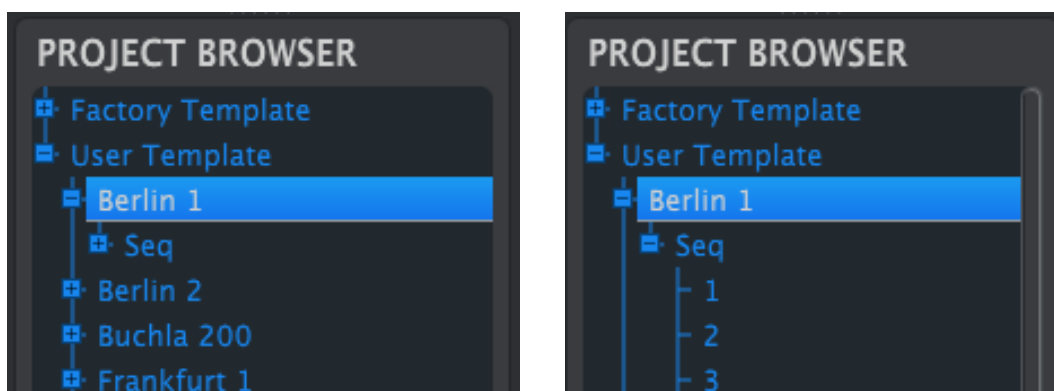 PROJECT BROWSER
Factory Template
User Template
Berlin 1
Seq
Berlin 2
Buchla 200
Frankfurt 1
PROJECT BROWSER
Factory Template
User Template
Berlin 1
Seq
1
2
3